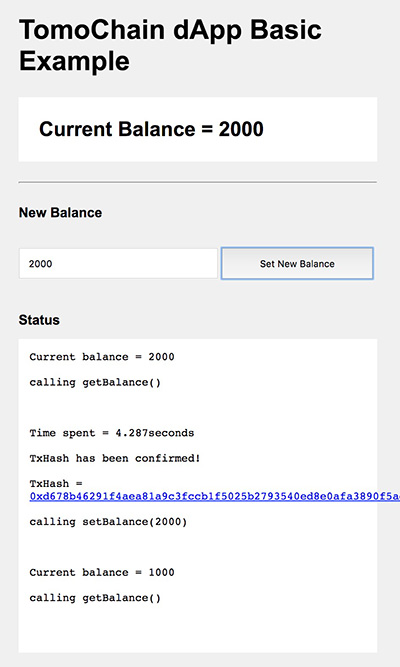 TomoChain dApp Basic
Example
Current Balance = 2000
New Balance
2000
Set New Balance
Status
Current balance = 2000
calling getBalance()
Time spent = 4.287seconds
TxHash has been confirmed!
TxHash =
0xd678b46291f4aea81a9c3fccb1f5025b2793540ed8e0afa3890f5a
calling setBalance(2000)
Current balance = 1000
calling getBalance()